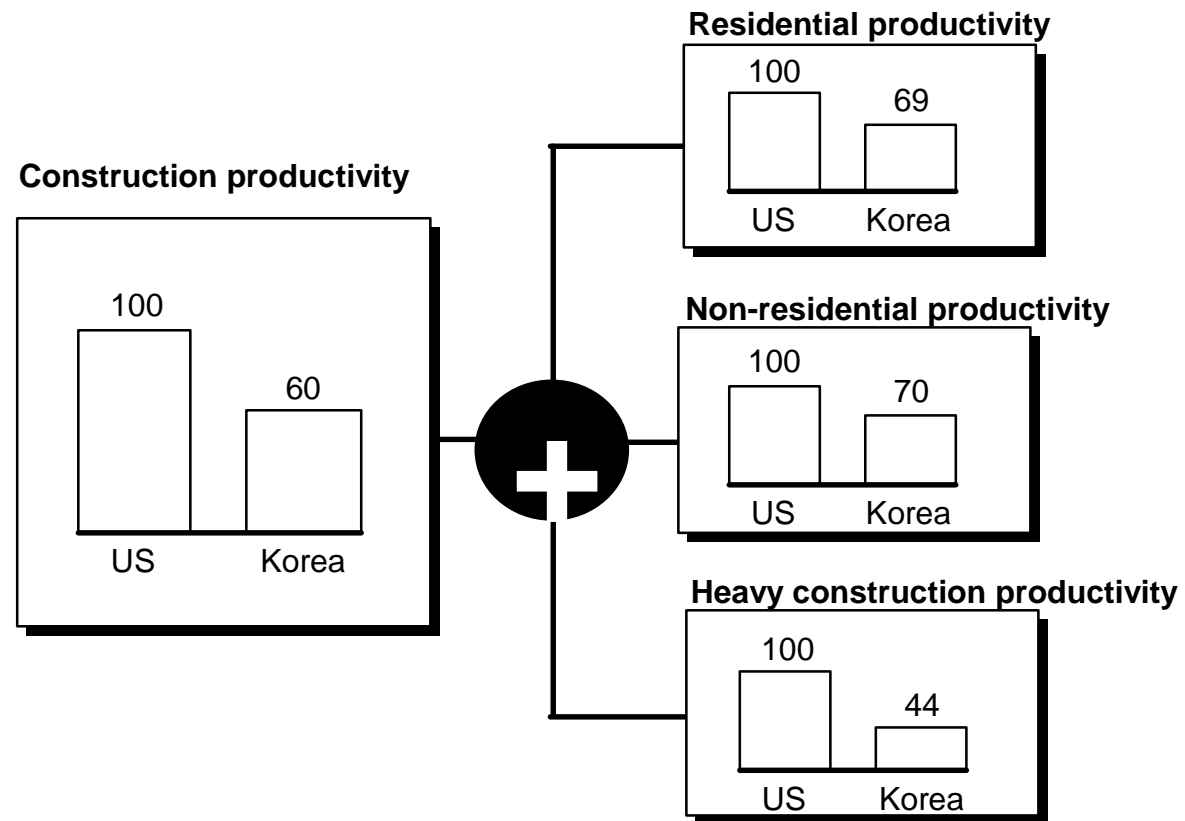 Construction productivity
100
60
US Korea
Residential productivity
100
69
US Korea
Non-residential productivity
100
70
US Korea
Heavy construction productivity
100
44
US Korea